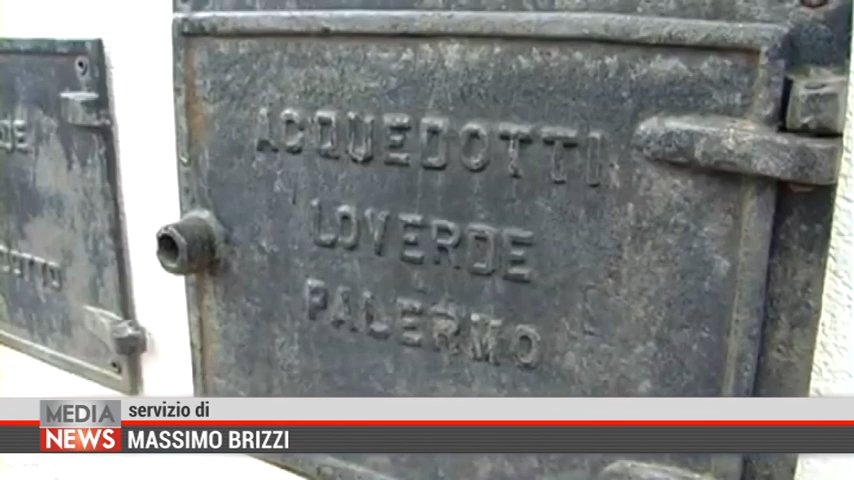 ACQUEDOTTI
LOVERDE
PALERMO
servizio di
MEDIA
NEWS
MASSIMO BRIZZI